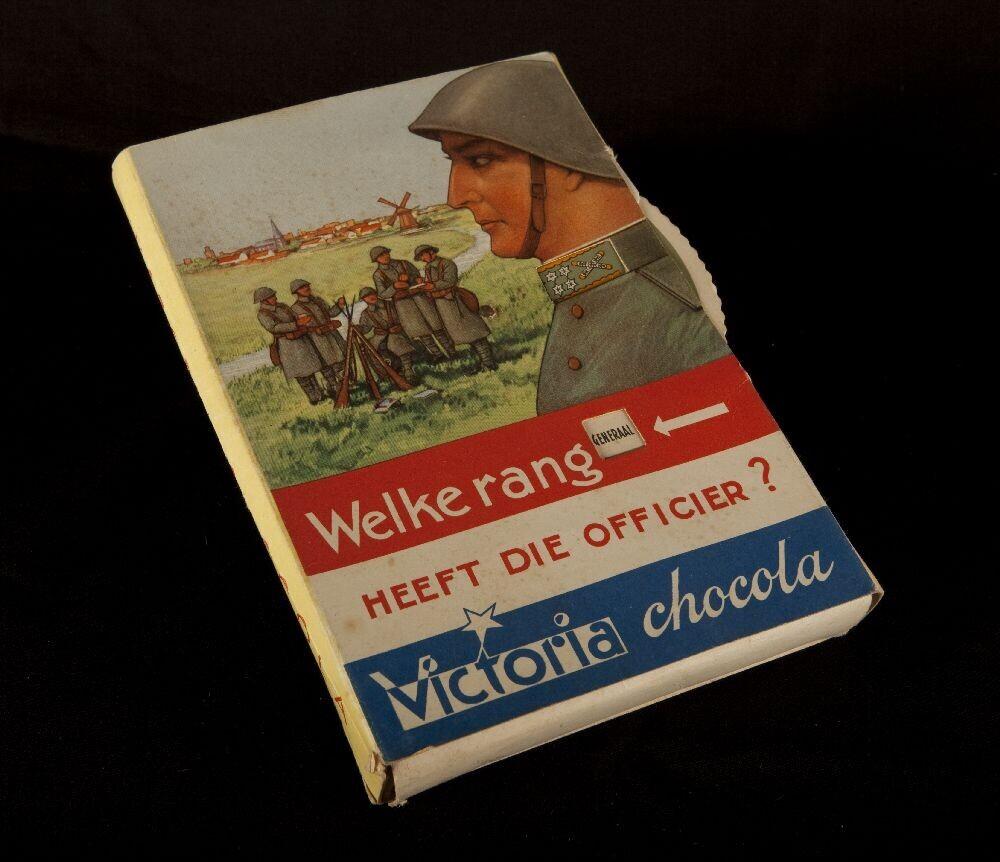 Welke rang GENERAAL
HEEFT DIE OFFICIER?
Victoria chocola